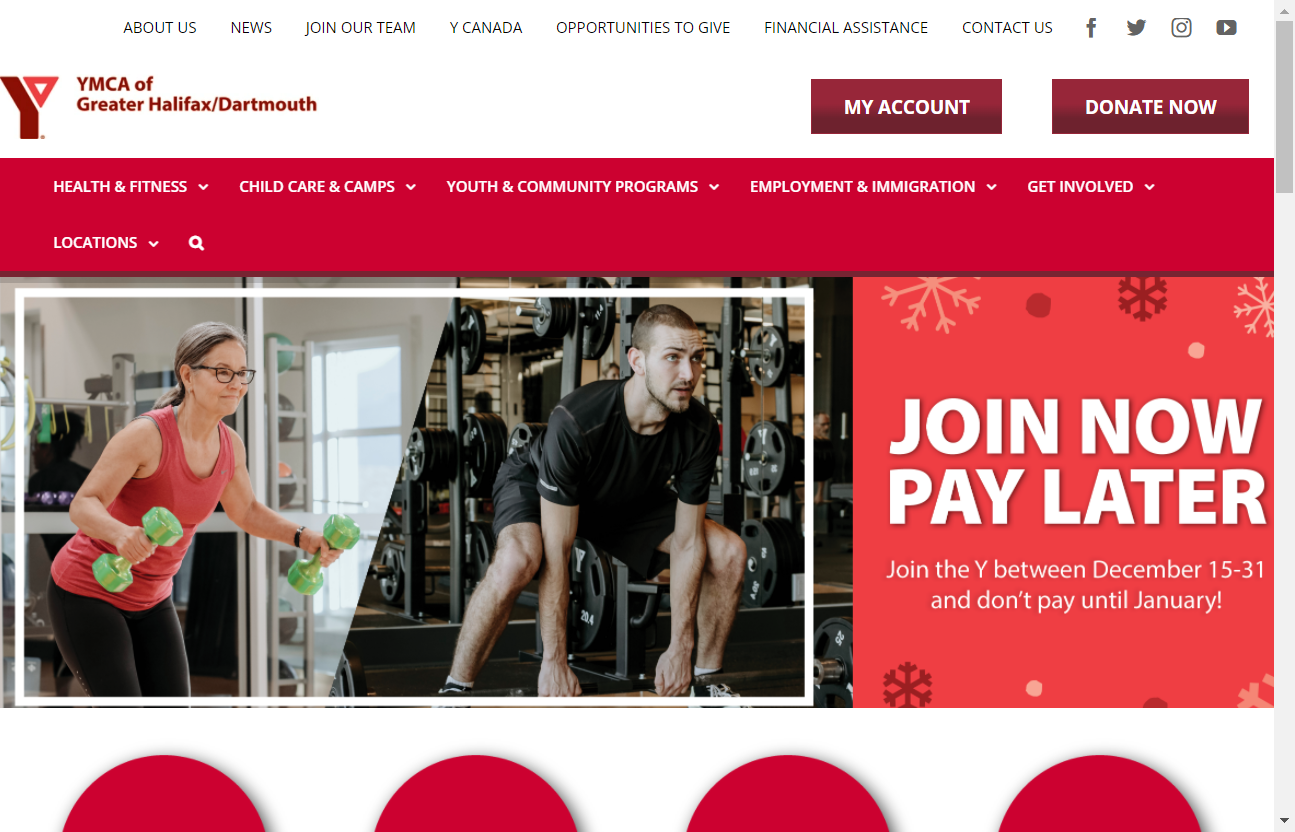 ABOUT US NEWS JOIN OUR TEAM Y CANADA OPPORTUNITIES TO GIVE FINANCIAL ASSISTANCE CONTACT US
YMCA of
Greater Halifax/Dartmouth
MY ACCOUNT DONATE NOW
HEALTH & FITNESS CHILD CARE & CAMPS YOUTH & COMMUNITY PROGRAMS EMPLOYMENT & IMMIGRATION GET INVOLVED
LOCATIONS
JOIN NOW
PAY LATER
Join the Y between December 15-31
and don't pay until January!
20.4